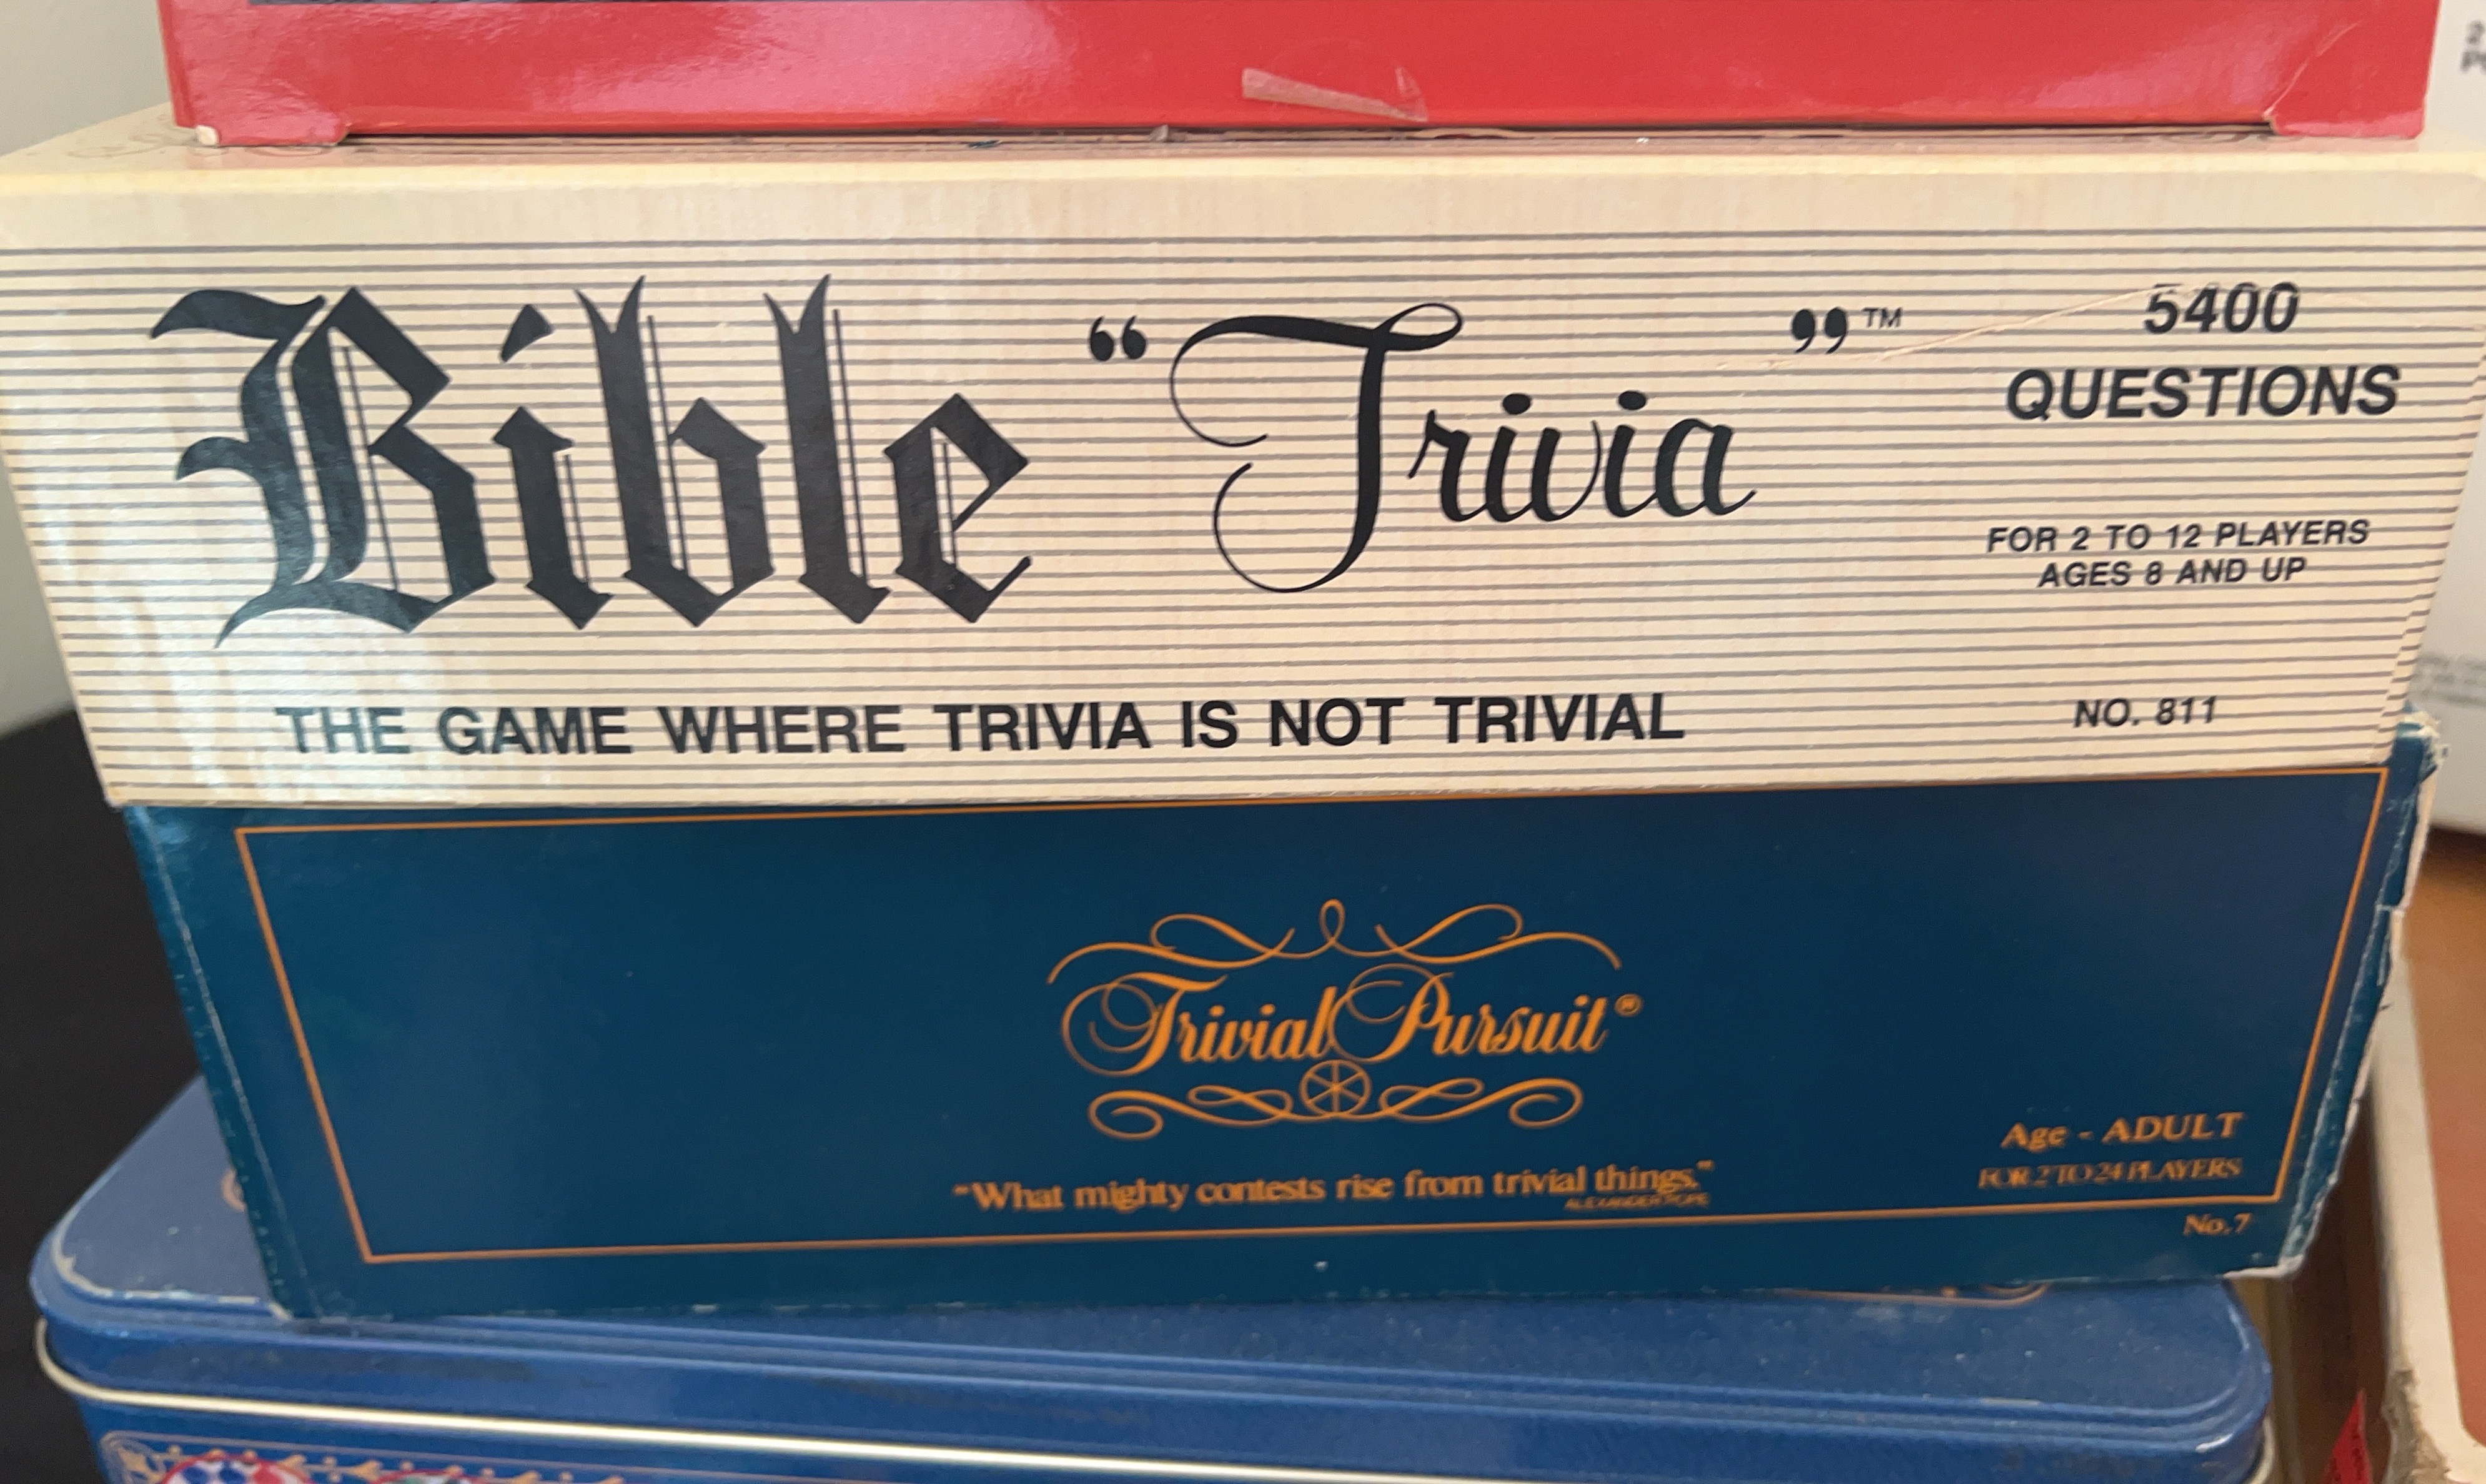 Bible “Trivia”™
5400
QUESTIONS
FOR 2 TO 12 PLAYERS
AGES 8 AND UP
THE GAME WHERE TRIVIA IS NOT TRIVIAL
NO. 811
Trivial Pursuit®
"What mighty contests rise from trivial things."
ALEXANDER POPE
Age - ADULT
FOR 2 TO 24 PLAYERS
No. 7